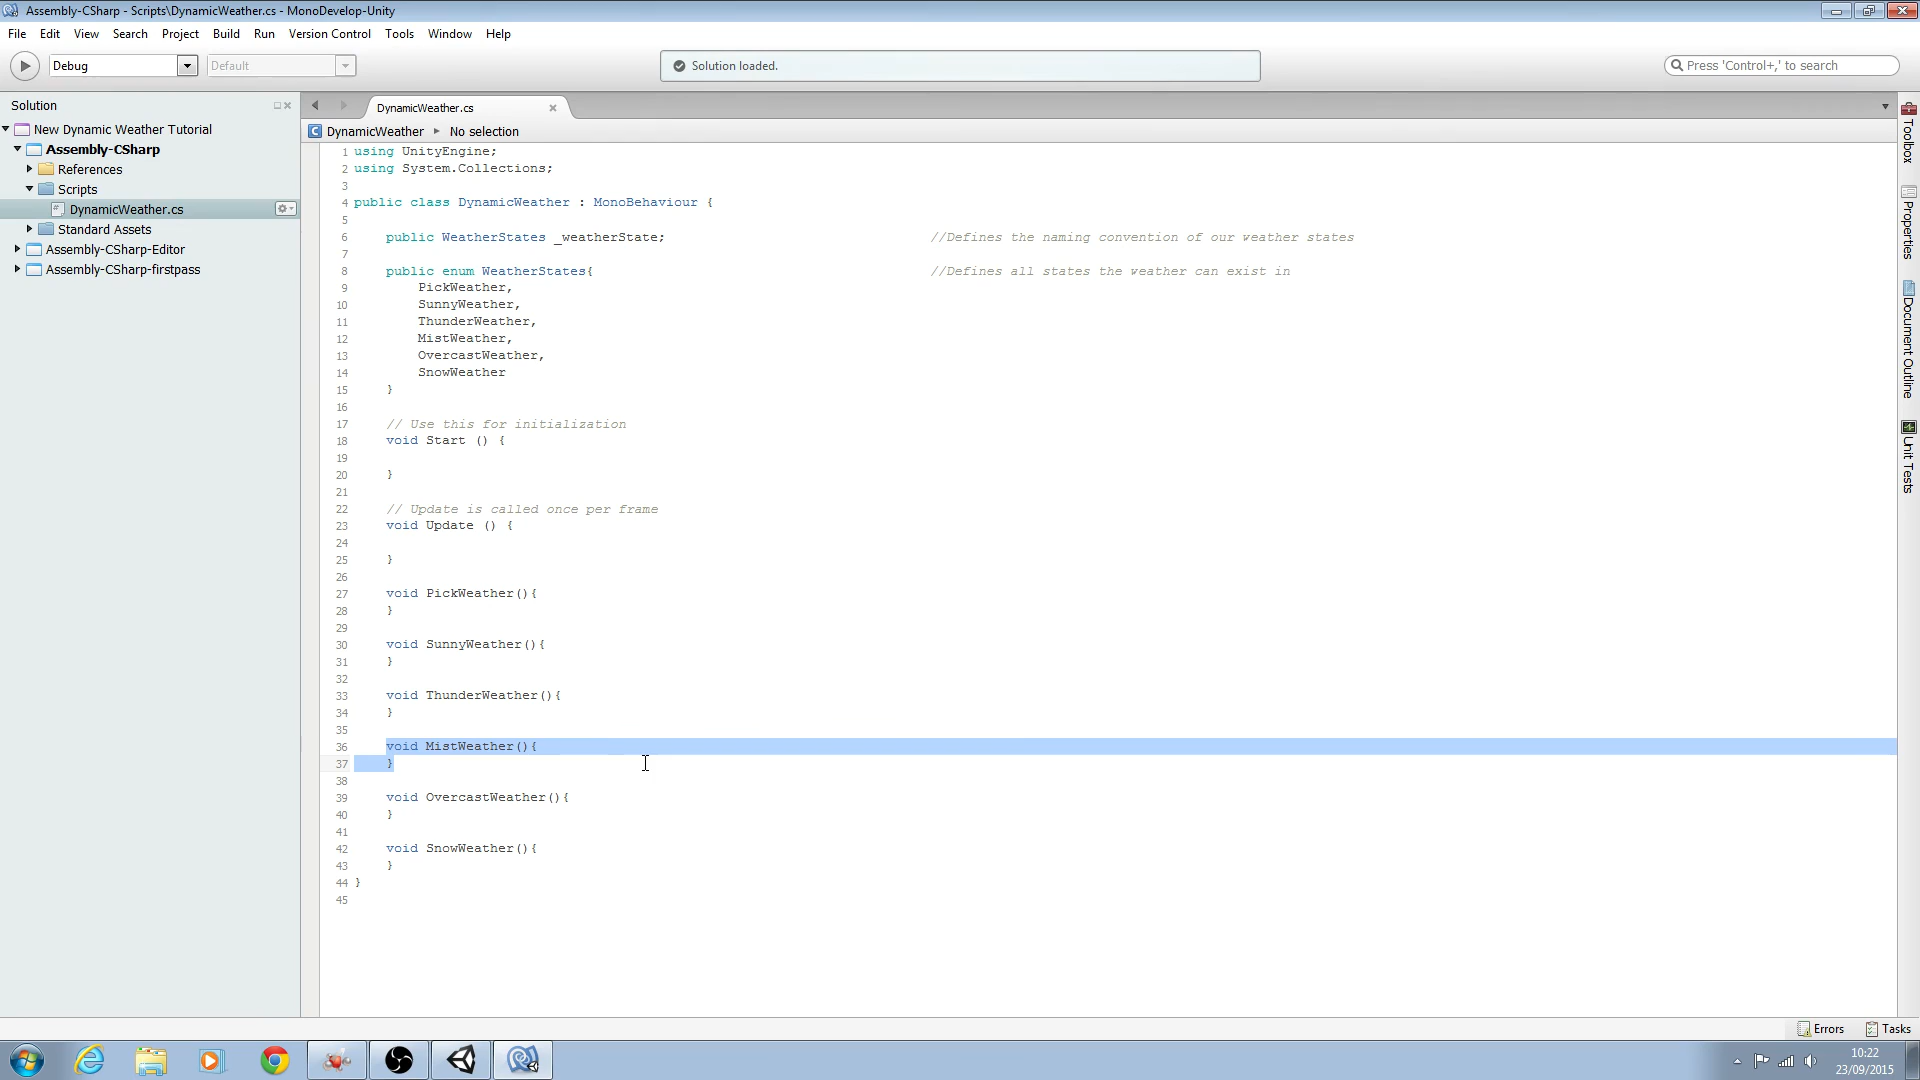 Assembly-CSharp - Scripts\DynamicWeather.cs - MonoDevelop-Unity
File Edit View Search Project Build Run Version Control Tools Window Help
Debug Default Solution loaded. Press 'Control+,' to search
Solution
New Dynamic Weather Tutorial
Assembly-CSharp
References
Scripts
DynamicWeather.cs
Standard Assets
Assembly-CSharp-Editor
Assembly-CSharp-firstpass
DynamicWeather.cs
DynamicWeather No selection
1 using UnityEngine;
2 using System.Collections;
3
4 public class DynamicWeather : MonoBehaviour {
5
6 public WeatherStates _weatherState; //Defines the naming convention of our weather states
7
8 public enum WeatherStates{ //Defines all states the weather can exist in
9 PickWeather,
10 SunnyWeather,
11 ThunderWeather,
12 MistWeather,
13 OvercastWeather,
14 SnowWeather
15 }
16
17 // Use this for initialization
18 void Start () {
19
20 }
21
22 // Update is called once per frame
23 void Update () {
24
25 }
26
27 void PickWeather(){
28 }
29
30 void SunnyWeather(){
31 }
32
33 void ThunderWeather(){
34 }
35
36 void MistWeather(){
37 }
38
39 void OvercastWeather(){
40 }
41
42 void SnowWeather(){
43 }
44 }
45
Toolbox
Properties
Document Outline
Unit Tests
Errors Tasks
10:22
23/09/2015